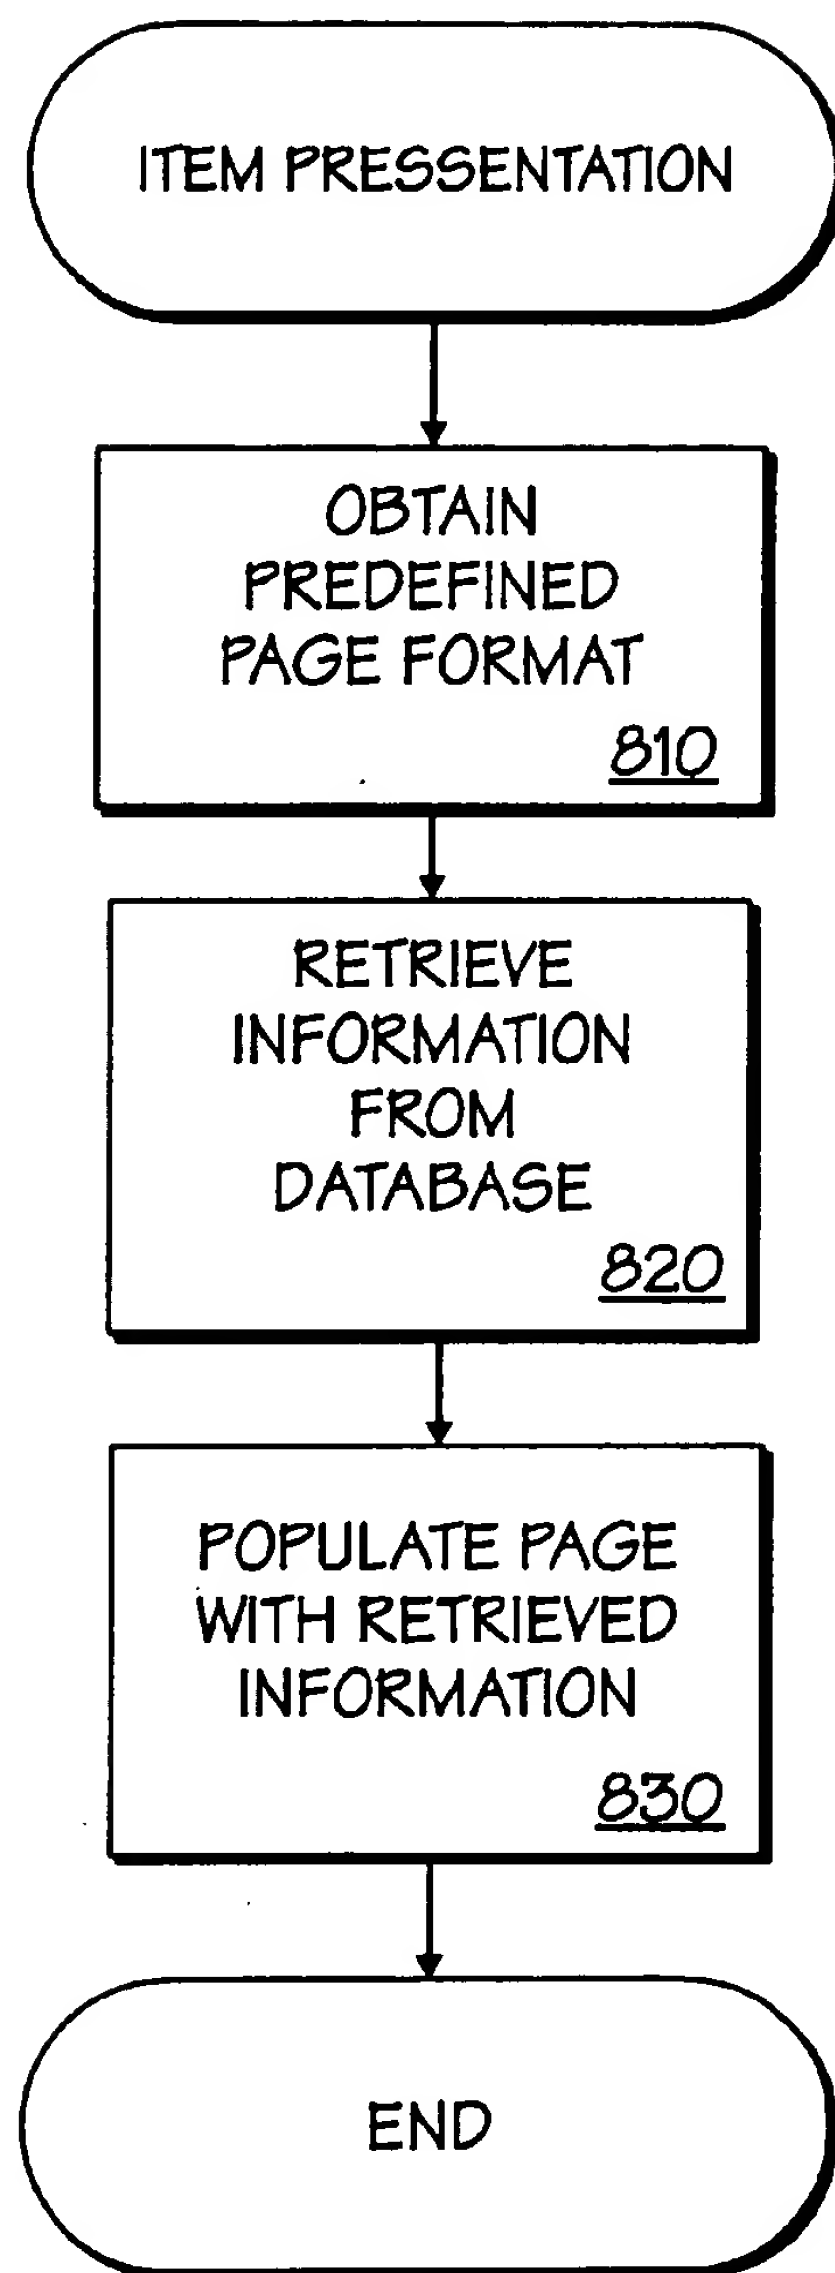 ITEM PRESSENTATION
OBTAIN
PREDEFINED
PAGE FORMAT
810
RETRIEVE
INFORMATION
FROM
DATABASE
820
POPULATE PAGE
WITH RETRIEVED
INFORMATION
830
END